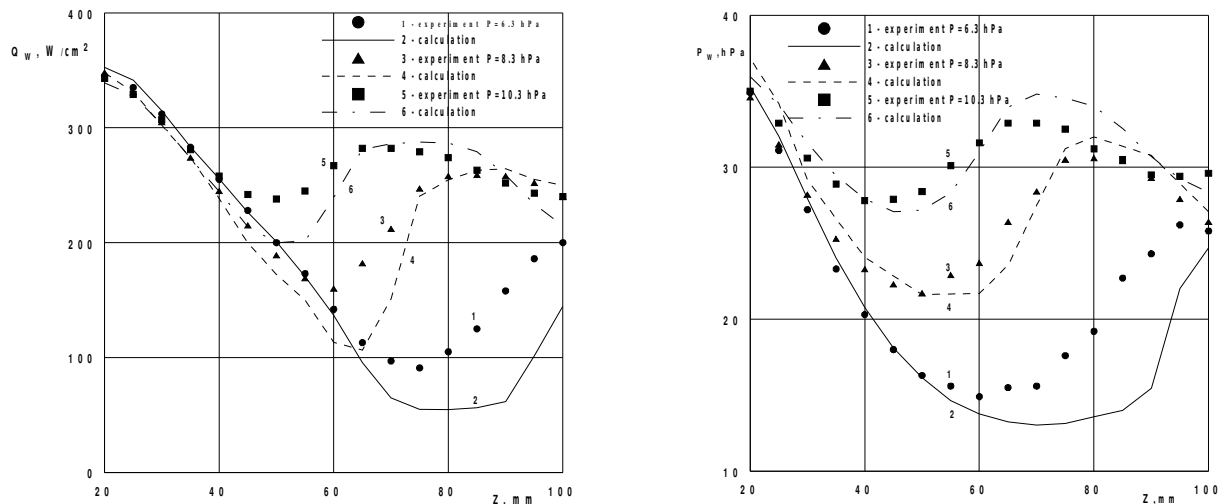 Q w , W /cm²
1 - experiment P=6.3 hPa
2 - calculation
3 - experiment P=8.3 hPa
4 - calculation
5 - experiment P=10.3 hPa
6 - calculation
400
300
200
100
0
20 40 60 80 100
Z, mm
5
6
3
4
1
2
P w , hPa
1 - experiment P=6.3 hPa
2 - calculation
3 - experiment P=8.3 hPa
4 - calculation
5 - experiment P=10.3 hPa
6 - calculation
40
30
20
10
20 40 60 80 100
Z, mm
5
6
3
4
1
2